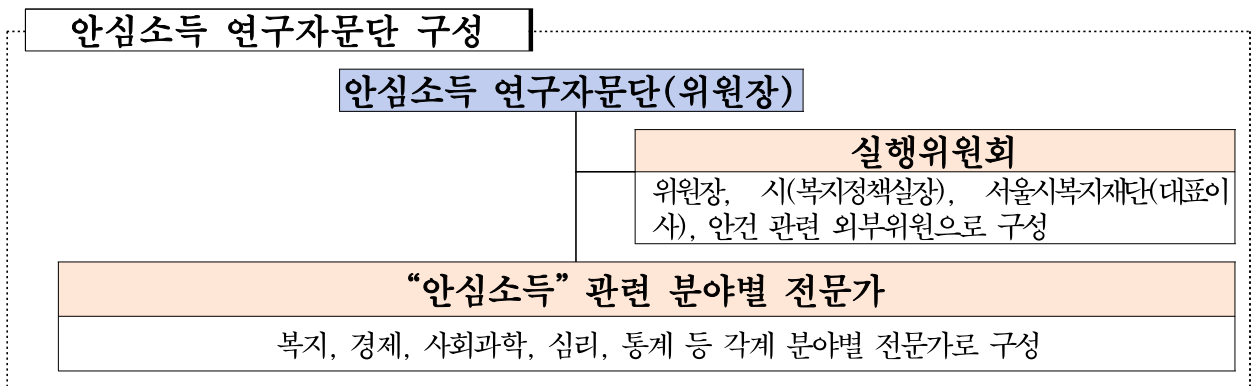 안심소득 연구자문단 구성
안심소득 연구자문단(위원장)
실행위원회
위원장, 시(복지정책실장), 서울시복지재단(대표이
사), 안건 관련 외부위원으로 구성
“안심소득” 관련 분야별 전문가
복지, 경제, 사회과학, 심리, 통계 등 각계 분야별 전문가로 구성